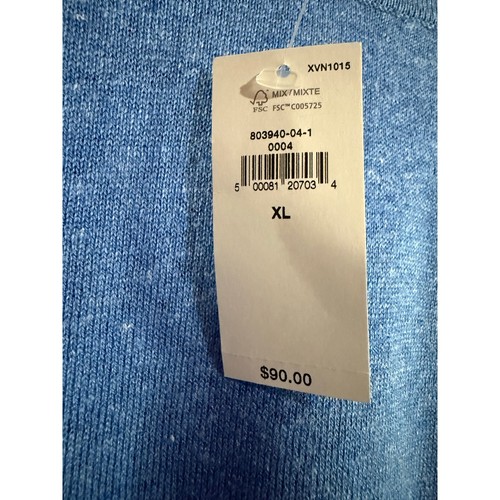 XVN1015
MIX/MIXTE
FSC
FSC™ C005725
803940-04-1
0004
5 00081 20703 4
XL
$90.00